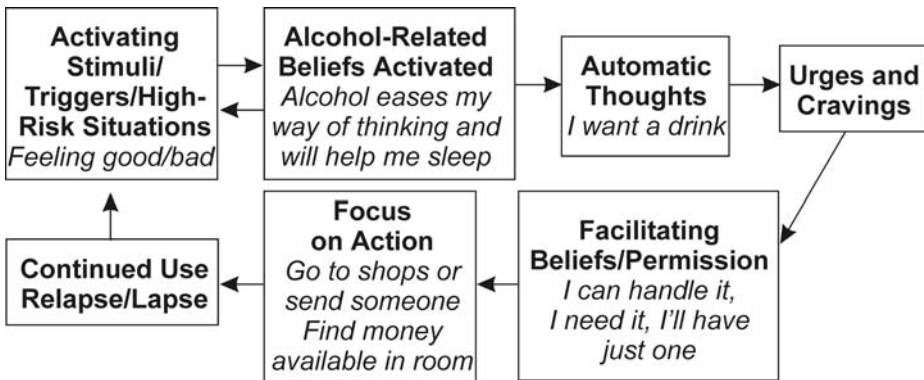 Activating
Stimuli/
Triggers/High-
Risk Situations
Feeling good/bad
Alcohol-Related
Beliefs Activated
Alcohol eases my
way of thinking and
will help me sleep
Automatic
Thoughts
I want a drink
Urges and
Cravings
Facilitating
Beliefs/Permission
I can handle it,
I need it, I’ll have
just one
Focus
on Action
Go to shops or
send someone
Find money
available in room
Continued Use
Relapse/Lapse